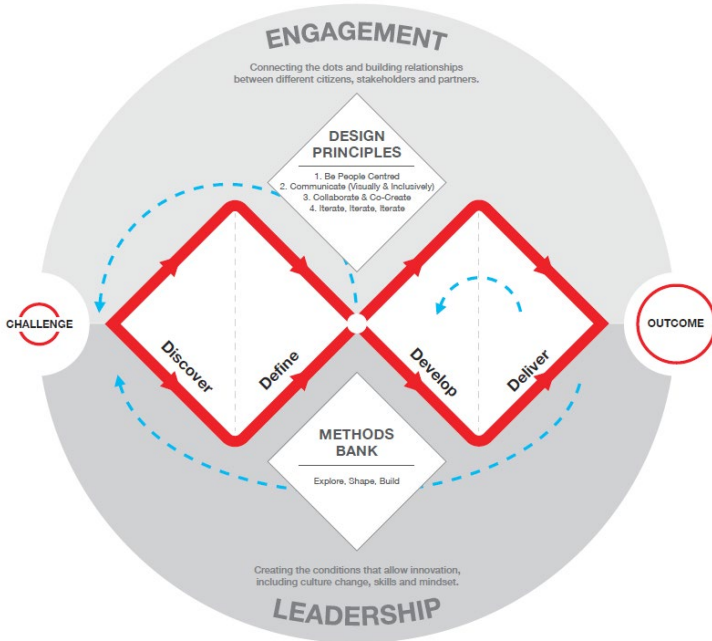 ENGAGEMENT
Connecting the dots and building relationships
between different citizens, stakeholders and partners.
DESIGN
PRINCIPLES
1. Be People Centred
2. Communicate (Visually & Inclusively)
3. Collaborate & Co-Create
4. Iterate, Iterate, Iterate
CHALLENGE
OUTCOME
Discover
Define
Develop
Deliver
METHODS
BANK
Explore, Shape, Build
Creating the conditions that allow innovation,
including culture change, skills and mindset.
LEADERSHIP